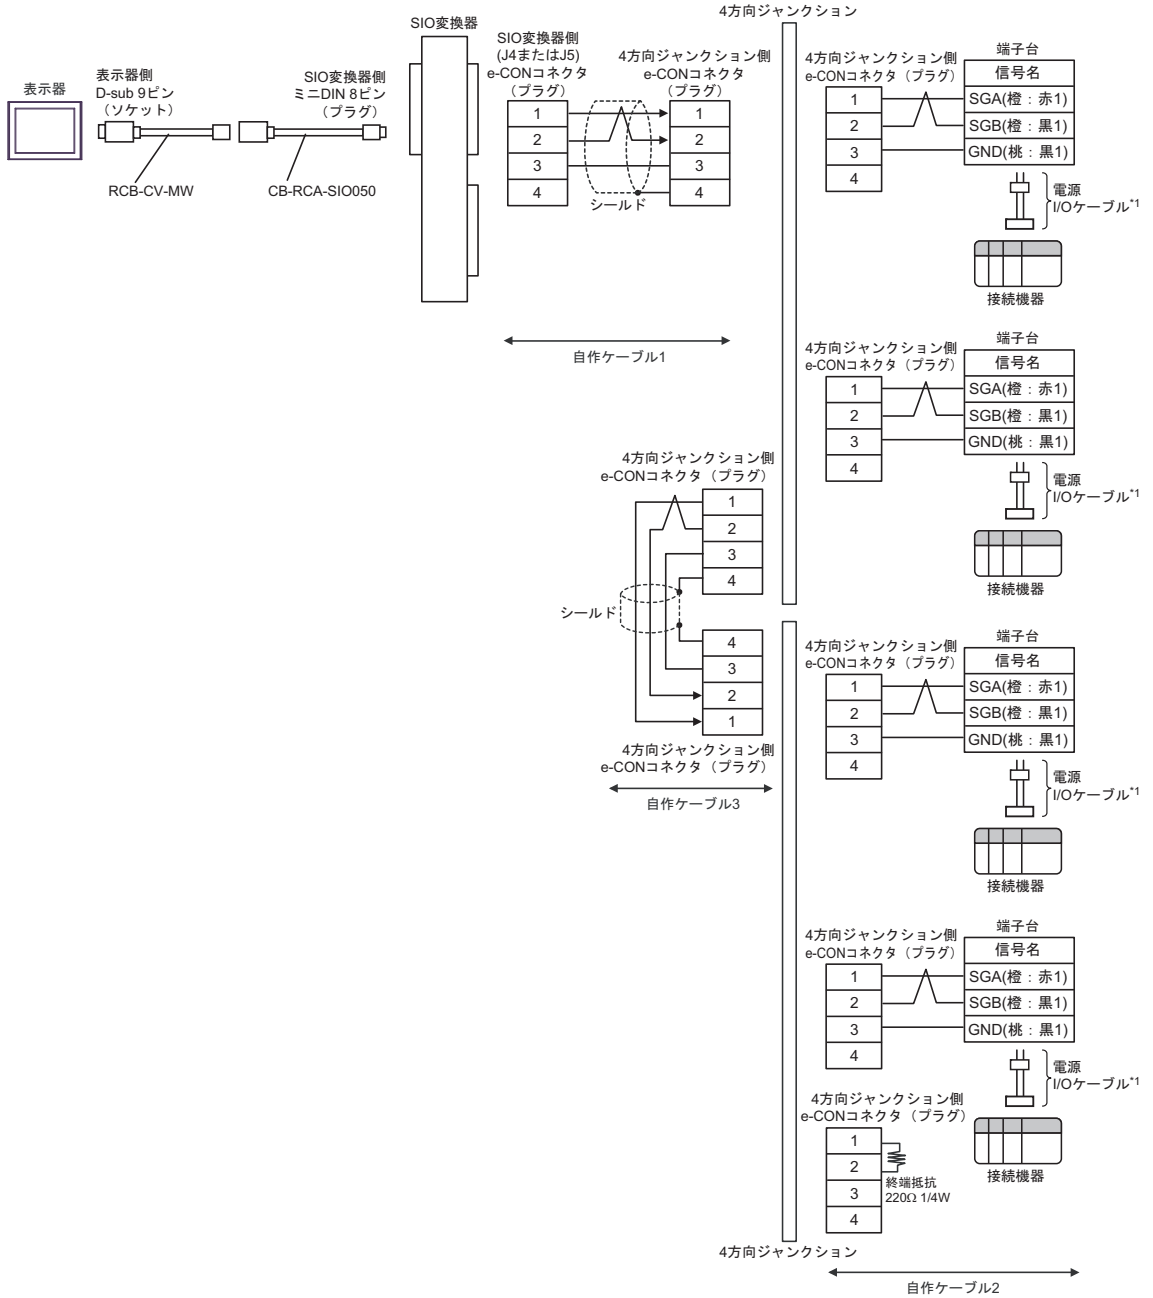 4方向ジャンクション
SIO変換器
表示器
表示器側
D-sub 9ピン
（ソケット）
SIO変換器側
ミニDIN 8ピン
（プラグ）
RCB-CV-MW
CB-RCA-SIO050
SIO変換器側
(J4またはJ5)
e-CONコネクタ
（プラグ）
1
2
3
4
4方向ジャンクション側
e-CONコネクタ
（プラグ）
1
2
3
4
シールド
自作ケーブル1
4方向ジャンクション側
e-CONコネクタ（プラグ）
1
2
3
4
端子台
信号名
SGA(橙：赤1)
SGB(橙：黒1)
GND(桃：黒1)
電源
I/Oケーブル*1
接続機器
4方向ジャンクション側
e-CONコネクタ（プラグ）
1
2
3
4
端子台
信号名
SGA(橙：赤1)
SGB(橙：黒1)
GND(桃：黒1)
電源
I/Oケーブル*1
接続機器
4方向ジャンクション側
e-CONコネクタ（プラグ）
1
2
3
4
シールド
4
3
2
1
4方向ジャンクション側
e-CONコネクタ（プラグ）
自作ケーブル3
4方向ジャンクション側
e-CONコネクタ（プラグ）
1
2
3
4
端子台
信号名
SGA(橙：赤1)
SGB(橙：黒1)
GND(桃：黒1)
電源
I/Oケーブル*1
接続機器
4方向ジャンクション側
e-CONコネクタ（プラグ）
1
2
3
4
端子台
信号名
SGA(橙：赤1)
SGB(橙：黒1)
GND(桃：黒1)
電源
I/Oケーブル*1
接続機器
4方向ジャンクション側
e-CONコネクタ（プラグ）
1
2
3
4
終端抵抗
220Ω 1/4W
4方向ジャンクション
自作ケーブル2